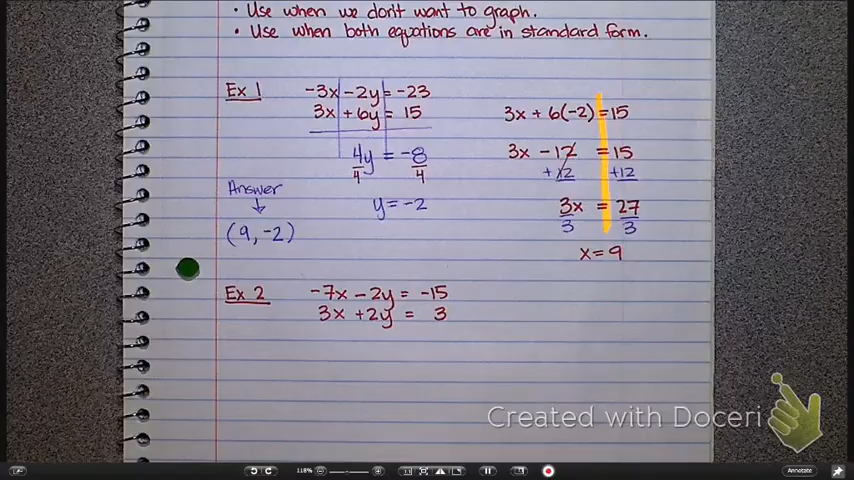 • Use when we don't want to graph.
• Use when both equations are in standard form.
Ex 1
-3x -2y = -23
3x + 6y = 15
4y = -8
4 4
y = -2
Answer
(9, -2)
3x + 6(-2) = 15
3x - 12 = 15
+12 +12
3x = 27
3 3
x = 9
Ex 2
-7x - 2y = -15
3x + 2y = 3
Created with Doceri
118%
Annotate